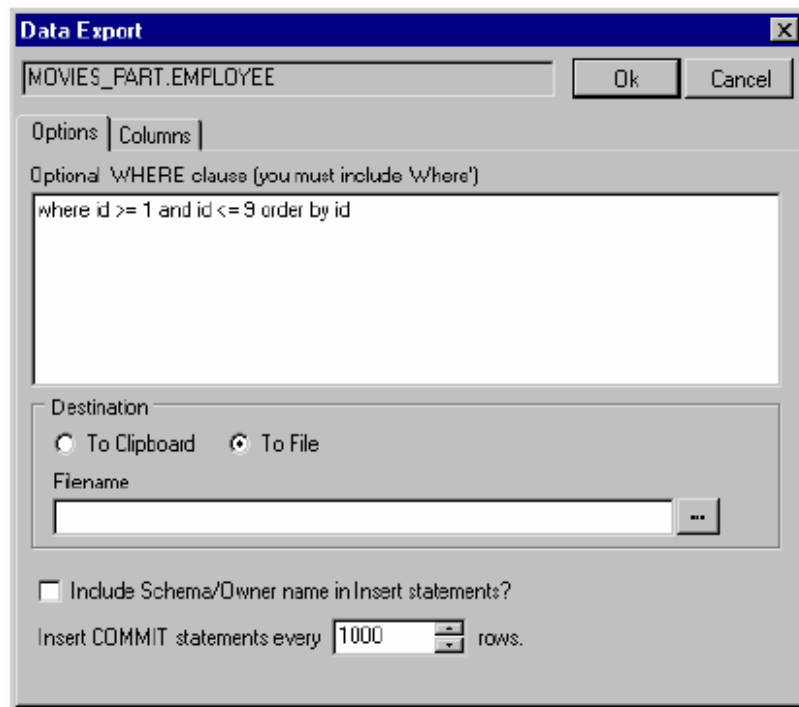 Data Export
MOVIES_PART.EMPLOYEE
Ok
Cancel
Options
Columns
Optional 'WHERE clause (you must include 'Where')
where id >= 1 and id <= 9 order by id
Destination
To Clipboard
To File
Filename
...
Include Schema/Owner name in Insert statements?
Insert COMMIT statements every 1000 rows.